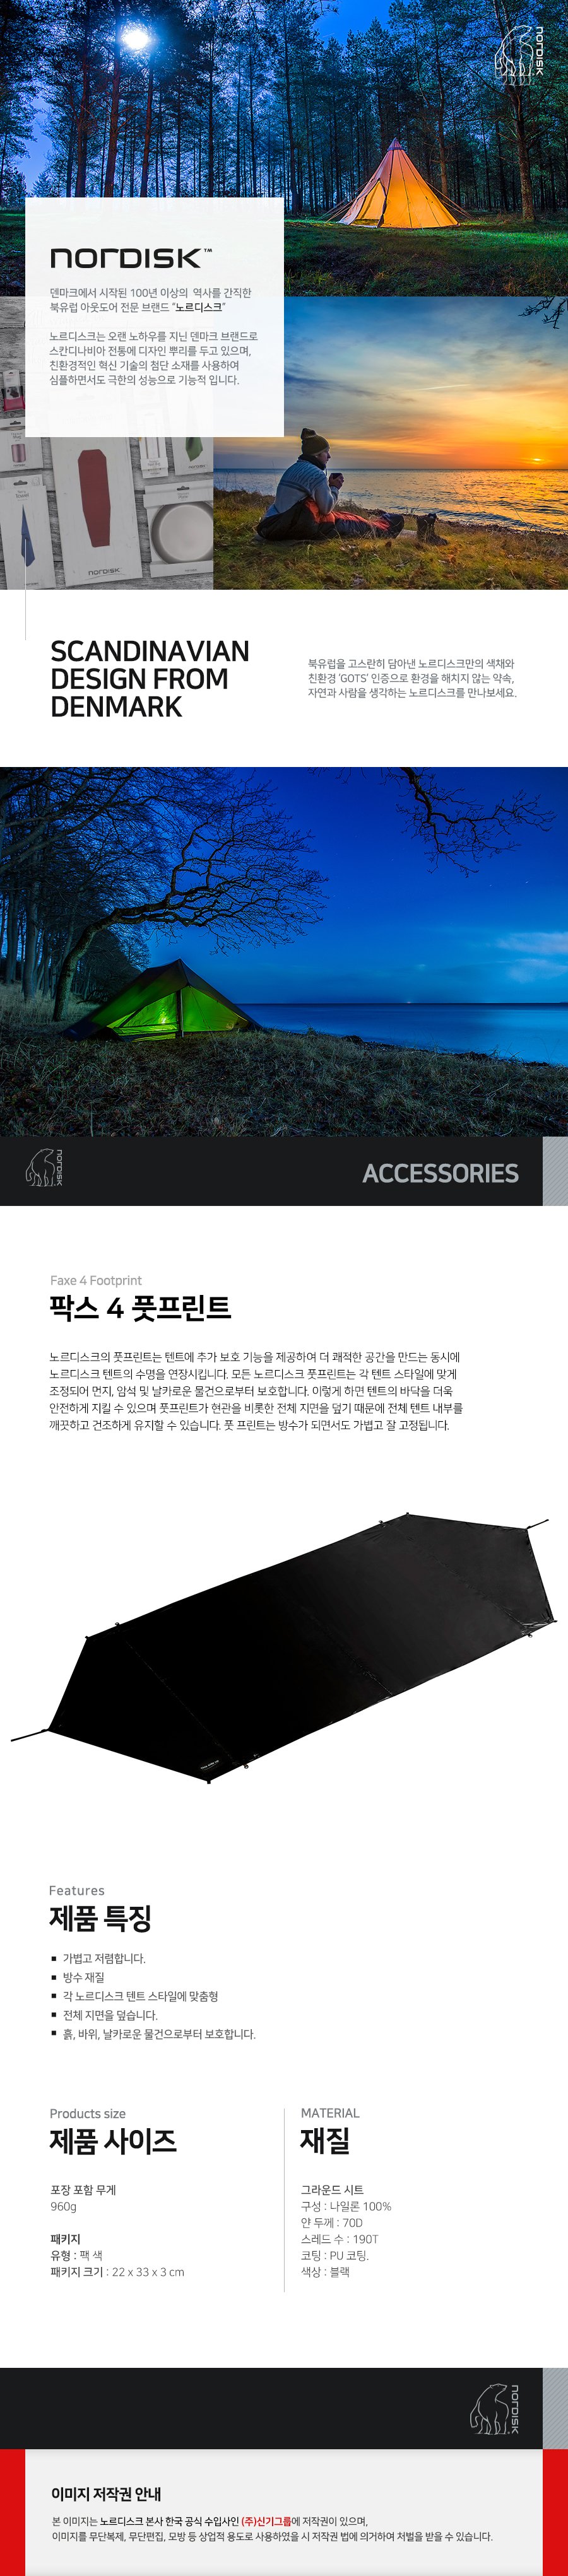 NORDISK
NORDISK™
덴마크에서 시작된 100년 이상의 역사를 간직한
북유럽 아웃도어 전문 브랜드 “노르디스크”
노르디스크는 오랜 노하우를 지닌 덴마크 브랜드로
스칸디나비아 전통에 디자인 뿌리를 두고 있으며,
친환경적인 혁신 기술의 첨단 소재를 사용하여
심플하면서도 극한의 성능으로 기능적 입니다.
NORDISK
SCANDINAVIAN
DESIGN FROM
DENMARK
북유럽을 고스란히 담아낸 노르디스크만의 색채와
친환경 ‘GOTS’ 인증으로 환경을 해치지 않는 약속,
자연과 사람을 생각하는 노르디스크를 만나보세요.
NORDISK
ACCESSORIES
Faxe 4 Footprint
팍스 4 풋프린트
노르디스크의 풋프린트는 텐트에 추가 보호 기능을 제공하여 더 쾌적한 공간을 만드는 동시에
노르디스크 텐트의 수명을 연장시킵니다. 모든 노르디스크 풋프린트는 각 텐트 스타일에 맞게
조정되어 먼지, 암석 및 날카로운 물건으로부터 보호합니다. 이렇게 하면 텐트의 바닥을 더욱
안전하게 지킬 수 있으며 풋프린트가 현관을 비롯한 전체 지면을 덮기 때문에 전체 텐트 내부를
깨끗하고 건조하게 유지할 수 있습니다. 풋 프린트는 방수가 되면서도 가볍고 잘 고정됩니다.
Features
제품 특징
■ 가볍고 저렴합니다.
■ 방수 재질
■ 각 노르디스크 텐트 스타일에 맞춤형
■ 전체 지면을 덮습니다.
■ 흙, 바위, 날카로운 물건으로부터 보호합니다.
Products size
제품 사이즈
포장 포함 무게
960g
패키지
유형 : 팩 색
패키지 크기 : 22 x 33 x 3 cm
MATERIAL
재질
그라운드 시트
구성 : 나일론 100%
얀 두께 : 70D
스레드 수 : 190T
코팅 : PU 코팅.
색상 : 블랙
NORDISK
이미지 저작권 안내
본 이미지는 노르디스크 본사 한국 공식 수입사인 (주)신기그룹에 저작권이 있으며,
이미지를 무단복제, 무단편집, 모방 등 상업적 용도로 사용하였을 시 저작권 법에 의거하여 처벌을 받을 수 있습니다.